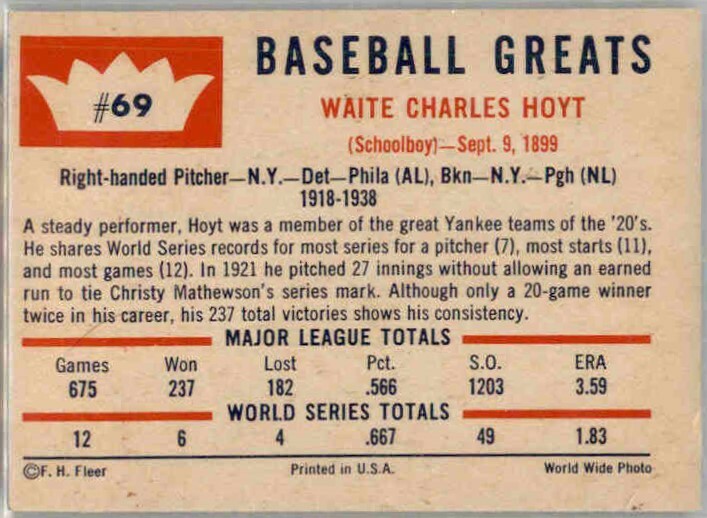 #69
BASEBALL GREATS
WAITE CHARLES HOYT
(Schoolboy)—Sept. 9, 1899
Right-handed Pitcher—N.Y.—Det—Phila (AL), Bkn—N.Y.—Pgh (NL)
1918-1938
A steady performer, Hoyt was a member of the great Yankee teams of the '20's.
He shares World Series records for most series for a pitcher (7), most starts (11),
and most games (12). In 1921 he pitched 27 innings without allowing an earned
run to tie Christy Mathewson's series mark. Although only a 20-game winner
twice in his career, his 237 total victories shows his consistency.
MAJOR LEAGUE TOTALS
Games Won Lost Pct. S.O. ERA
675 237 182 .566 1203 3.59
WORLD SERIES TOTALS
12 6 4 .667 49 1.83
©F. H. Fleer Printed in U.S.A. World Wide Photo